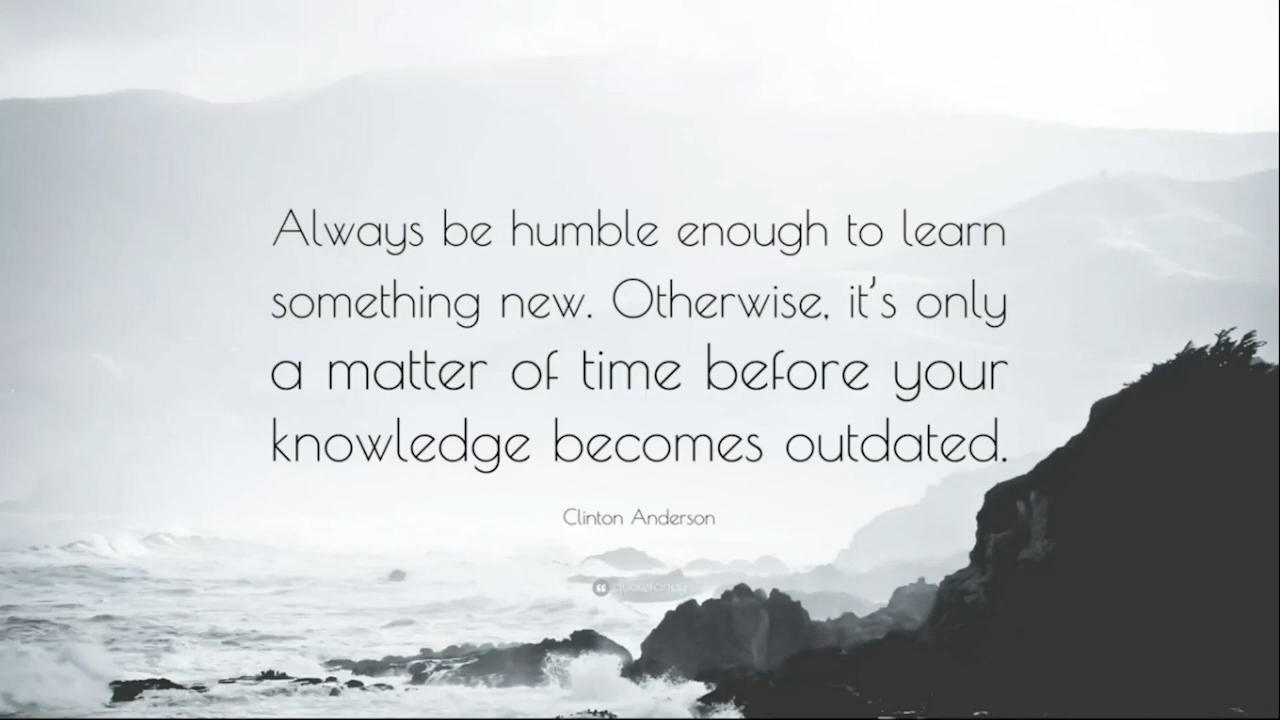 Always be humble enough to learn
something new. Otherwise, it's only
a matter of time before your
knowledge becomes outdated.
Clinton Anderson